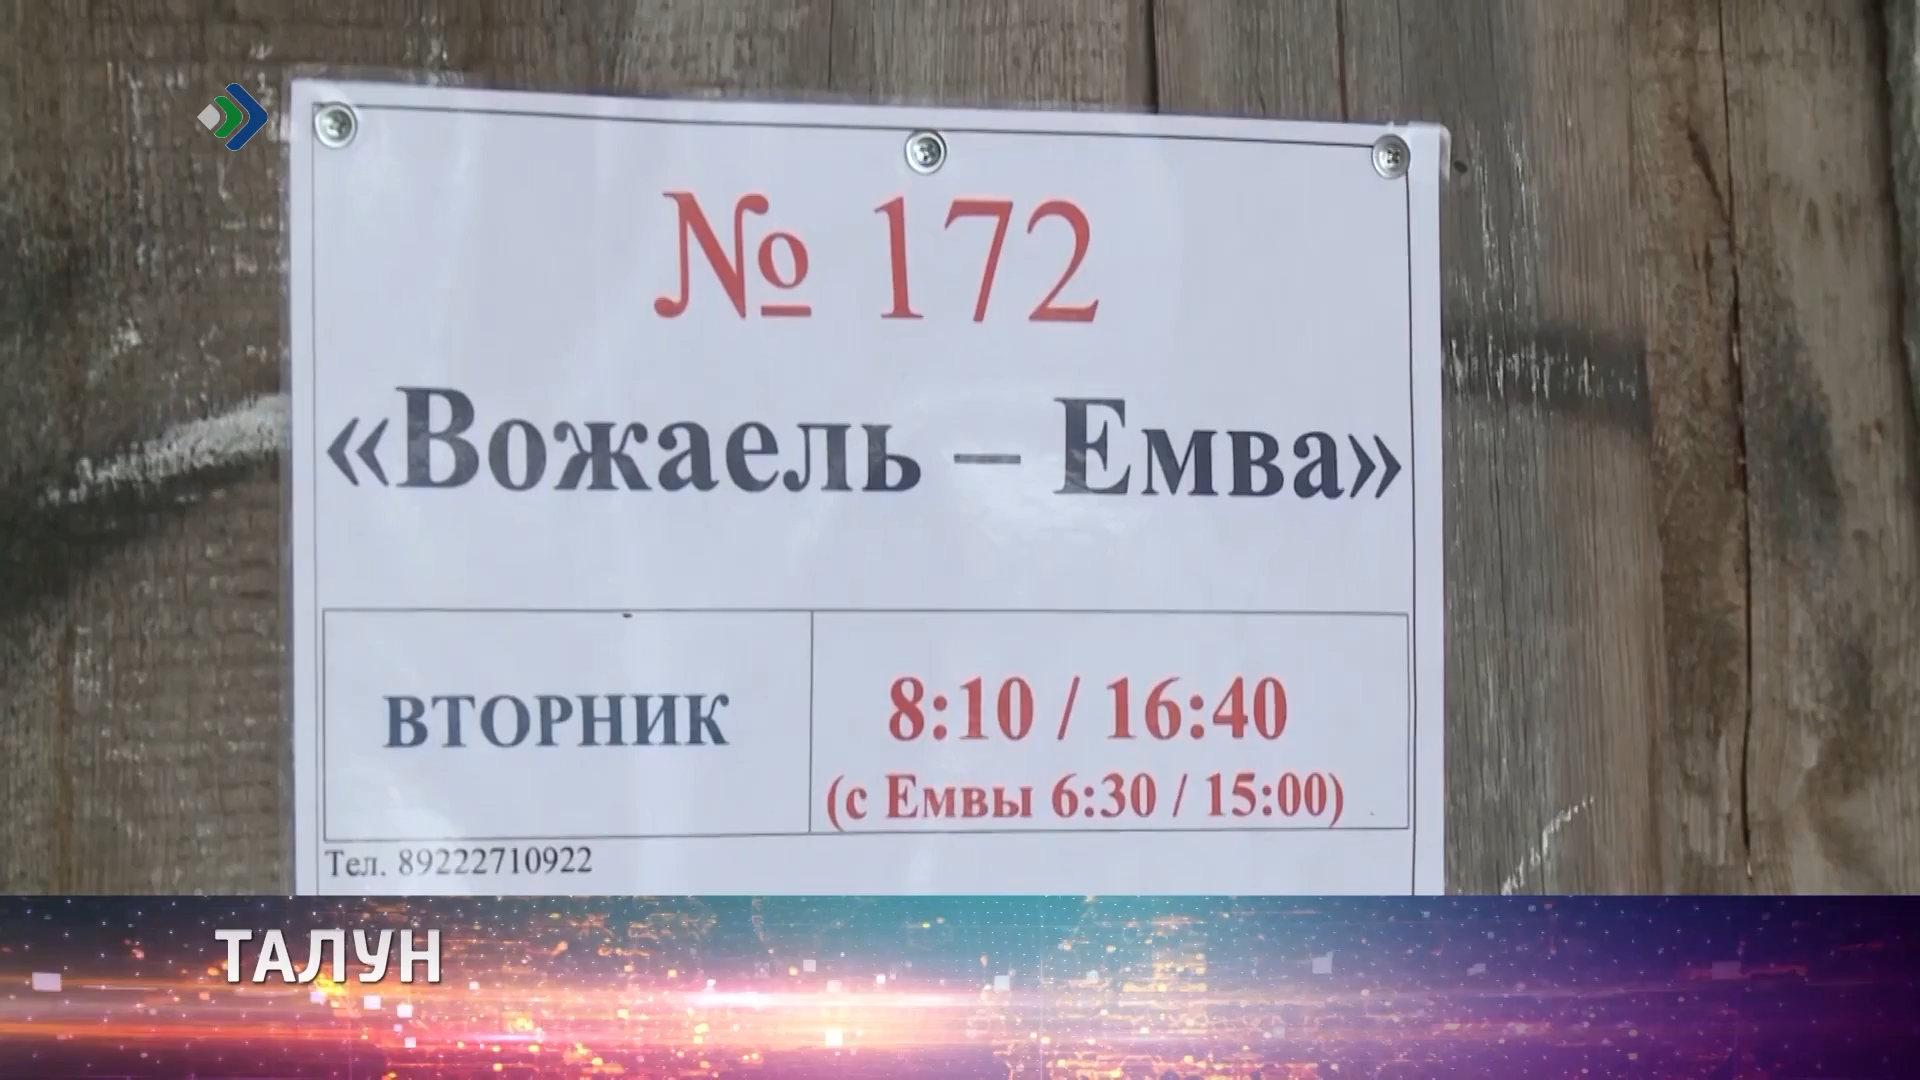 № 172
«Вожаель – Емва»
ВТОРНИК
8:10 / 16:40
(с Емвы 6:30 / 15:00)
Тел. 89222710922
ТАЛУН